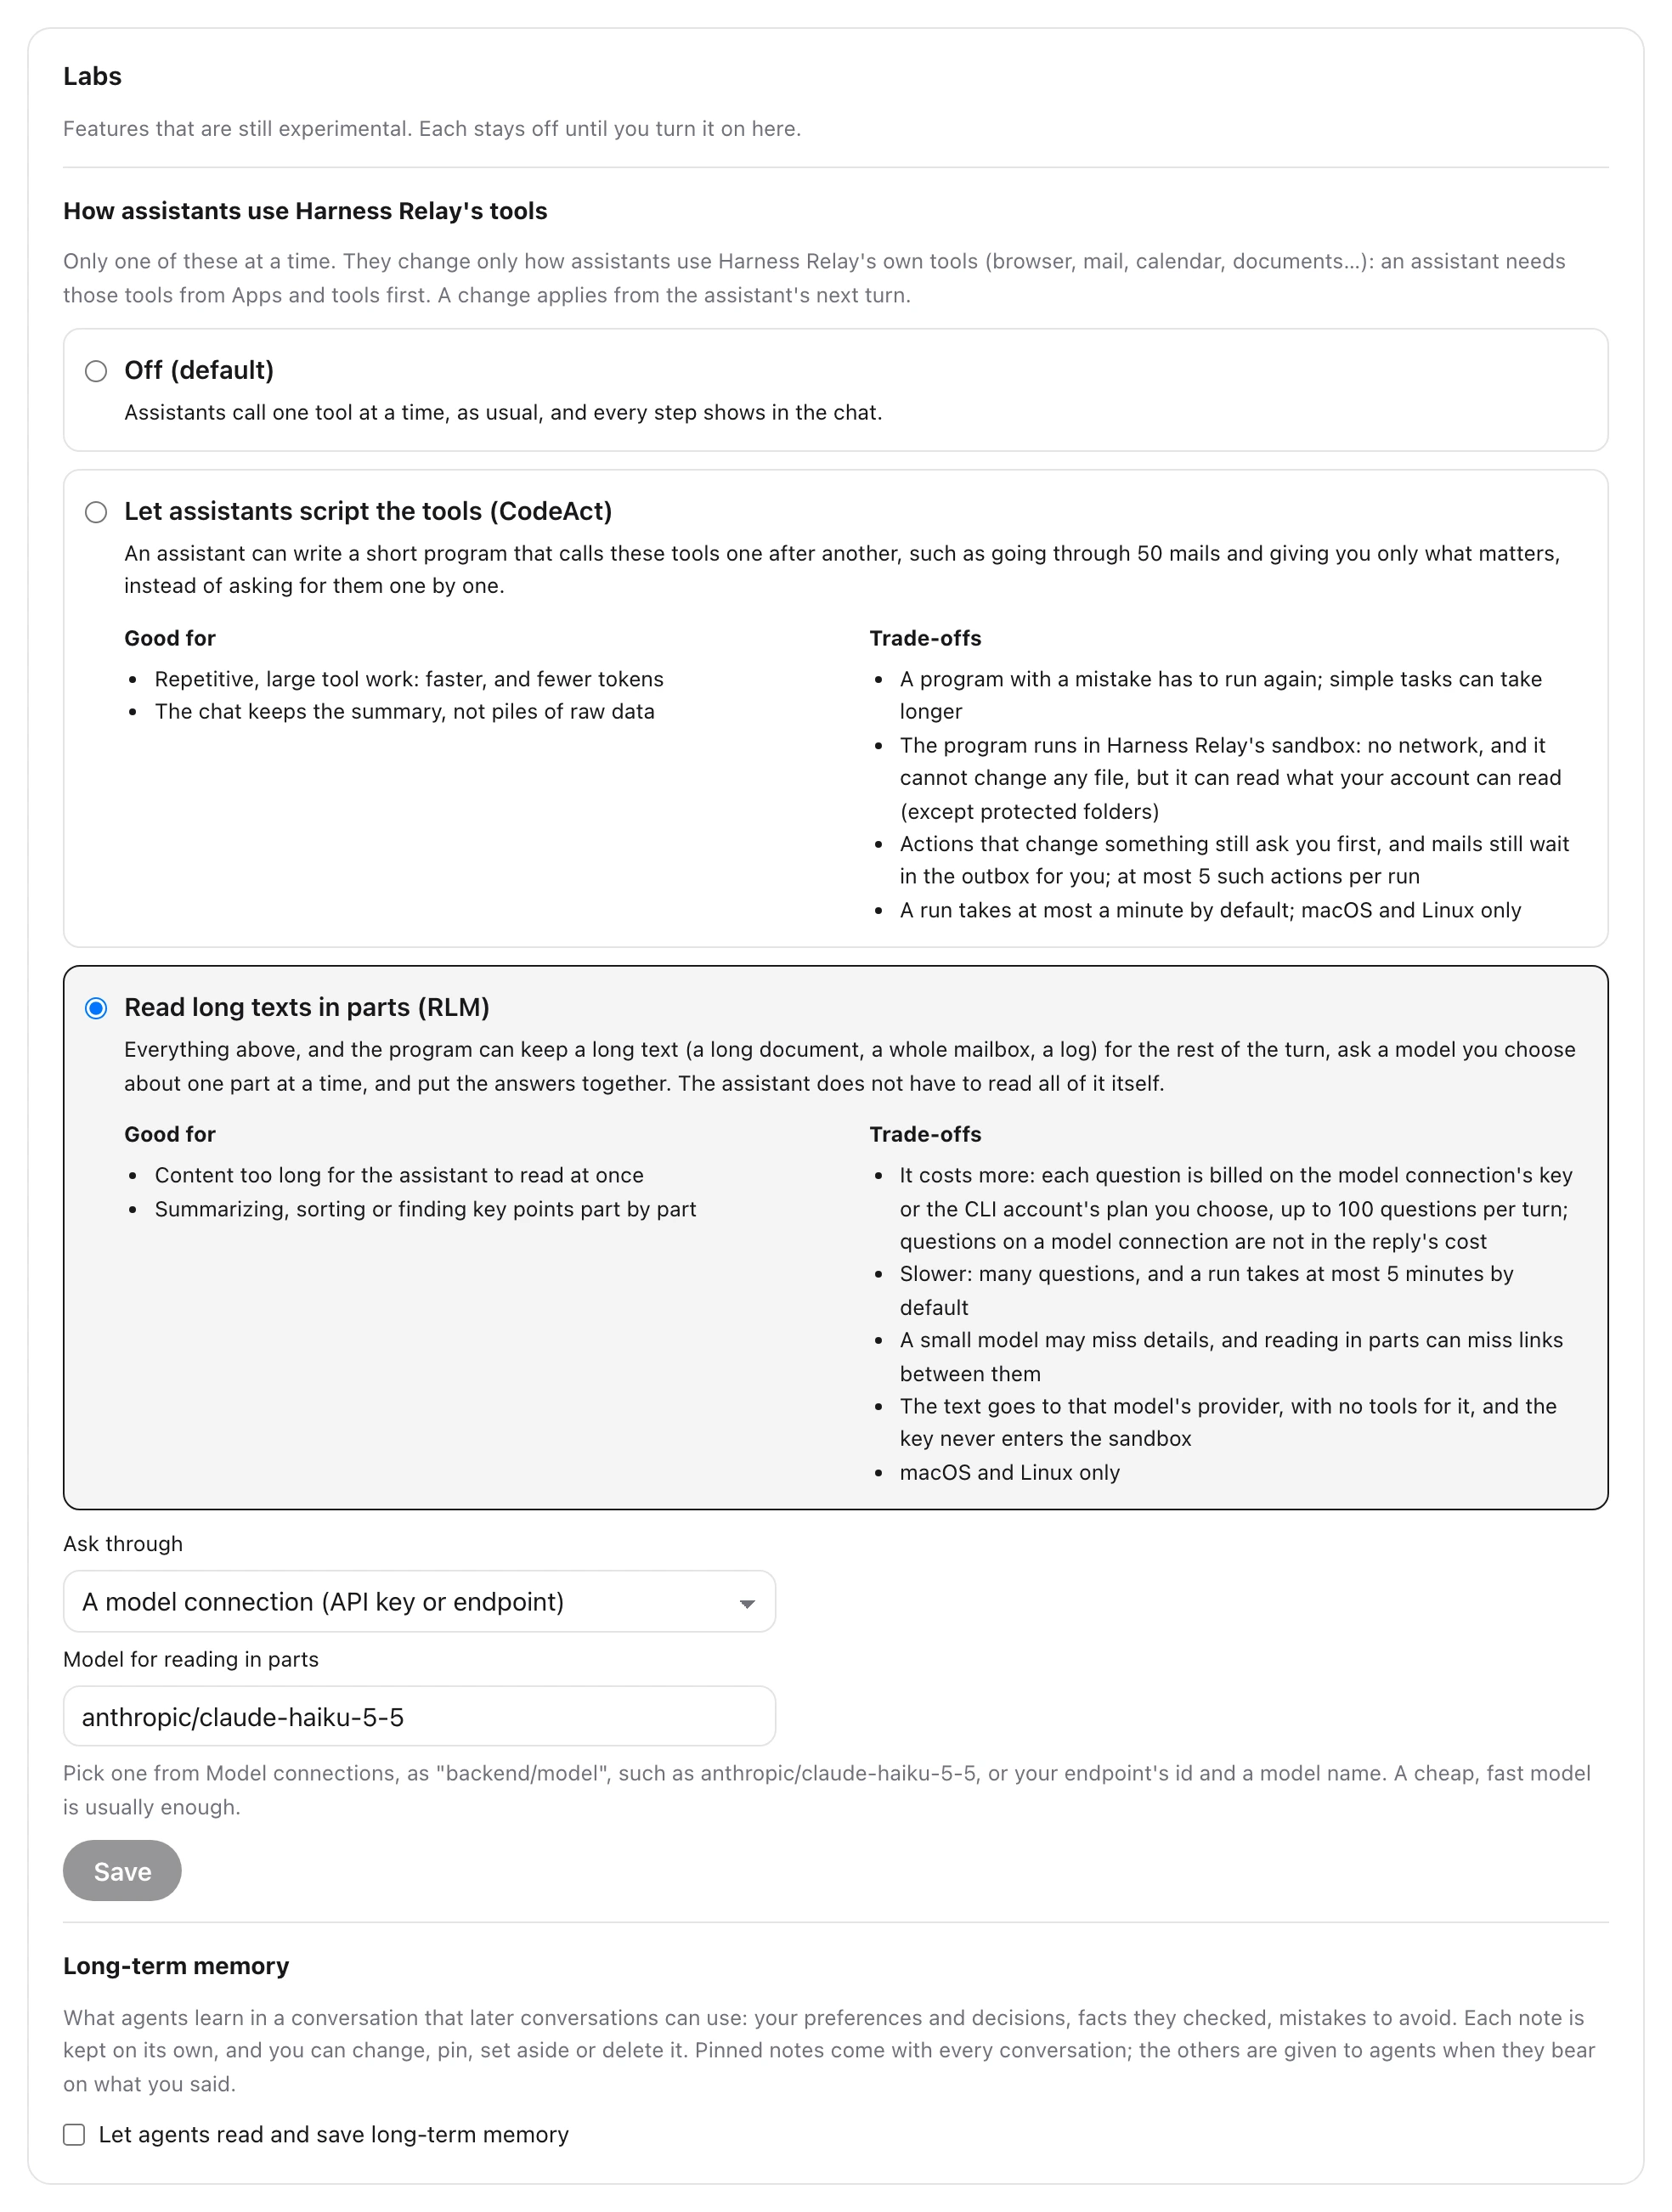 Labs
Features that are still experimental. Each stays off until you turn it on here.
How assistants use Harness Relay's tools
Only one of these at a time. They change only how assistants use Harness Relay's own tools (browser, mail, calendar, documents…): an assistant needs
those tools from Apps and tools first. A change applies from the assistant's next turn.
Off (default)
Assistants call one tool at a time, as usual, and every step shows in the chat.
Let assistants script the tools (CodeAct)
An assistant can write a short program that calls these tools one after another, such as going through 50 mails and giving you only what matters,
instead of asking for them one by one.
Good for
• Repetitive, large tool work: faster, and fewer tokens
• The chat keeps the summary, not piles of raw data
Trade-offs
• A program with a mistake has to run again; simple tasks can take
longer
• The program runs in Harness Relay's sandbox: no network, and it
cannot change any file, but it can read what your account can read
(except protected folders)
• Actions that change something still ask you first, and mails still wait
in the outbox for you; at most 5 such actions per run
• A run takes at most a minute by default; macOS and Linux only
Read long texts in parts (RLM)
Everything above, and the program can keep a long text (a long document, a whole mailbox, a log) for the rest of the turn, ask a model you choose
about one part at a time, and put the answers together. The assistant does not have to read all of it itself.
Good for
• Content too long for the assistant to read at once
• Summarizing, sorting or finding key points part by part
Trade-offs
• It costs more: each question is billed on the model connection's key
or the CLI account's plan you choose, up to 100 questions per turn;
questions on a model connection are not in the reply's cost
• Slower: many questions, and a run takes at most 5 minutes by
default
• A small model may miss details, and reading in parts can miss links
between them
• The text goes to that model's provider, with no tools for it, and the
key never enters the sandbox
• macOS and Linux only
Ask through
A model connection (API key or endpoint)
Model for reading in parts
anthropic/claude-haiku-5-5
Pick one from Model connections, as "backend/model", such as anthropic/claude-haiku-5-5, or your endpoint's id and a model name. A cheap, fast model
is usually enough.
Save
Long-term memory
What agents learn in a conversation that later conversations can use: your preferences and decisions, facts they checked, mistakes to avoid. Each note is
kept on its own, and you can change, pin, set aside or delete it. Pinned notes come with every conversation; the others are given to agents when they bear
on what you said.
Let agents read and save long-term memory